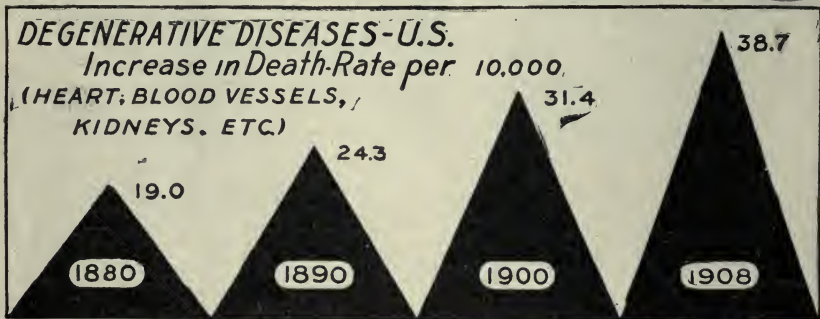 DEGENERATIVE DISEASES-U.S.
Increase in Death-Rate per 10,000
(HEART, BLOOD VESSELS,
KIDNEYS. ETC.)
19.0
24.3
31.4
38.7
1880
1890
1900
1908